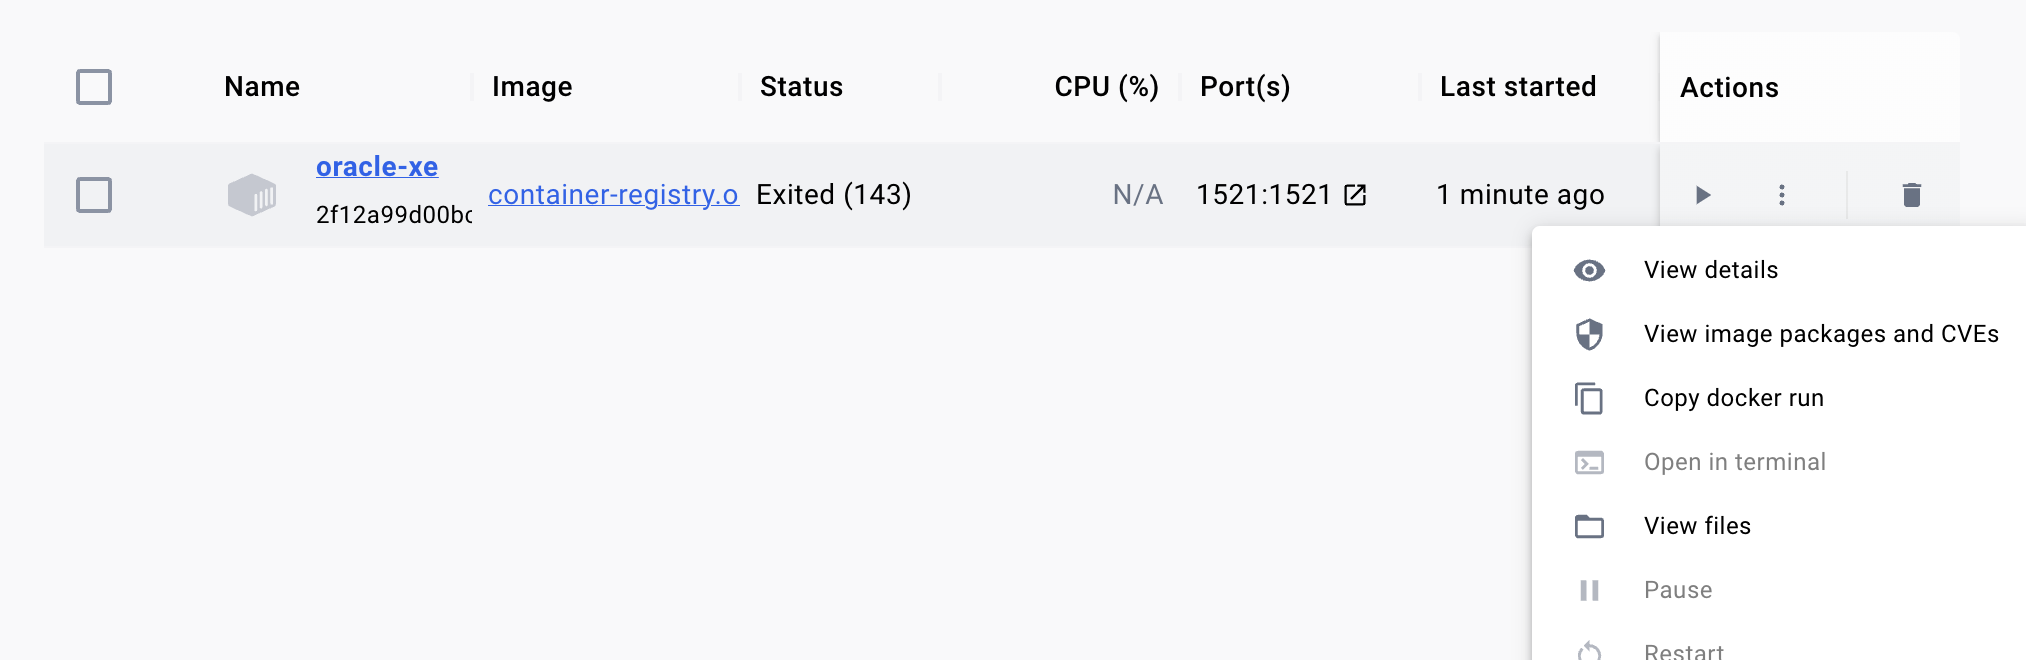 Name Image Status CPU (%) Port(s) Last started Actions
oracle-xe
2f12a99d00bc
container-registry.o Exited (143) N/A 1521:1521 1 minute ago
View details
View image packages and CVEs
Copy docker run
Open in terminal
View files
Pause
Restart